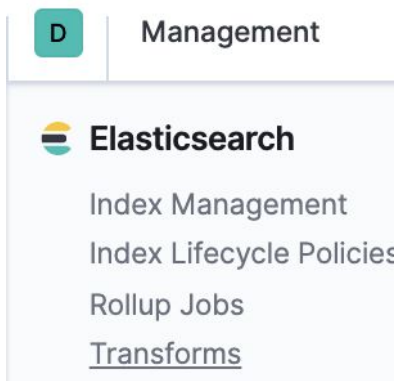 D Management
Elasticsearch
Index Management
Index Lifecycle Policies
Rollup Jobs
Transforms